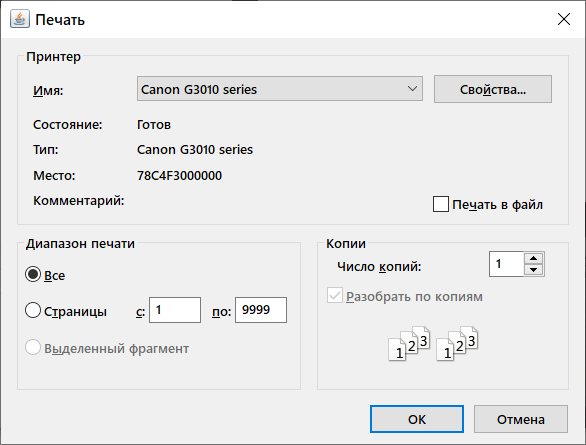 Печать
Принтер
Имя: Canon G3010 series Свойства...
Состояние: Готов
Тип: Canon G3010 series
Место: 78C4F3000000
Комментарий:
Печать в файл
Диапазон печати
Все
Страницы с: 1 по: 9999
Выделенный фрагмент
Копии
Число копий: 1
Разобрать по копиям
1 2 3 1 2 3
OK Отмена